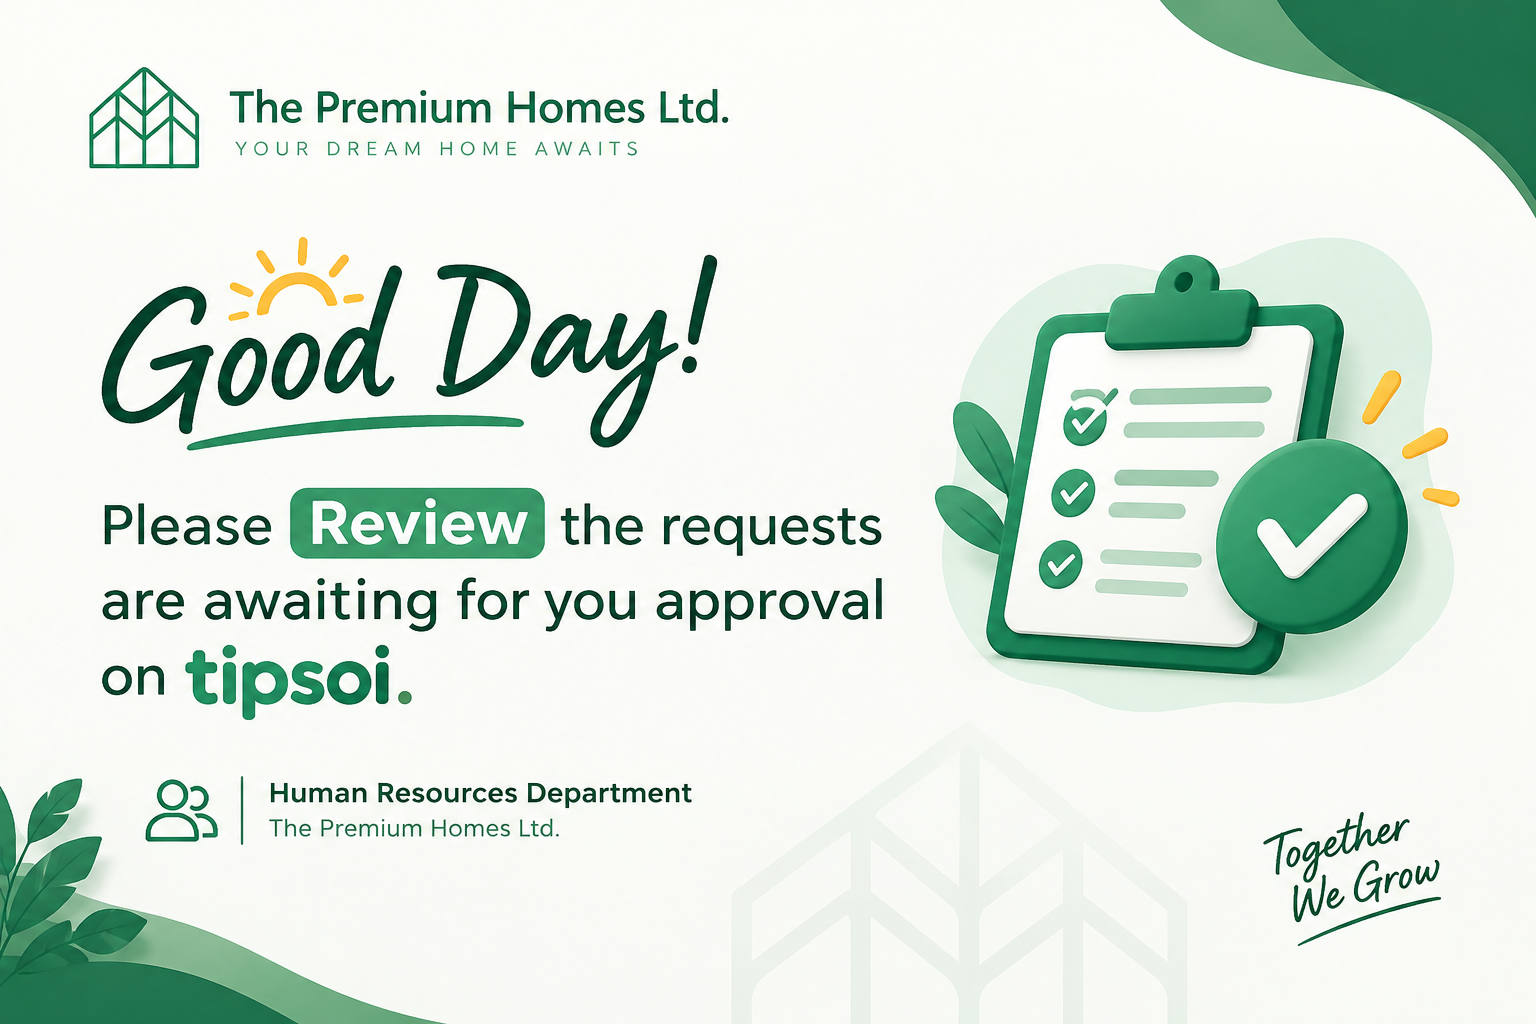 The Premium Homes Ltd.
YOUR DREAM HOME AWAITS
Good Day!
Please Review the requests
are awaiting for you approval
on tipsoi.
Human Resources Department
The Premium Homes Ltd.
Together
We Grow